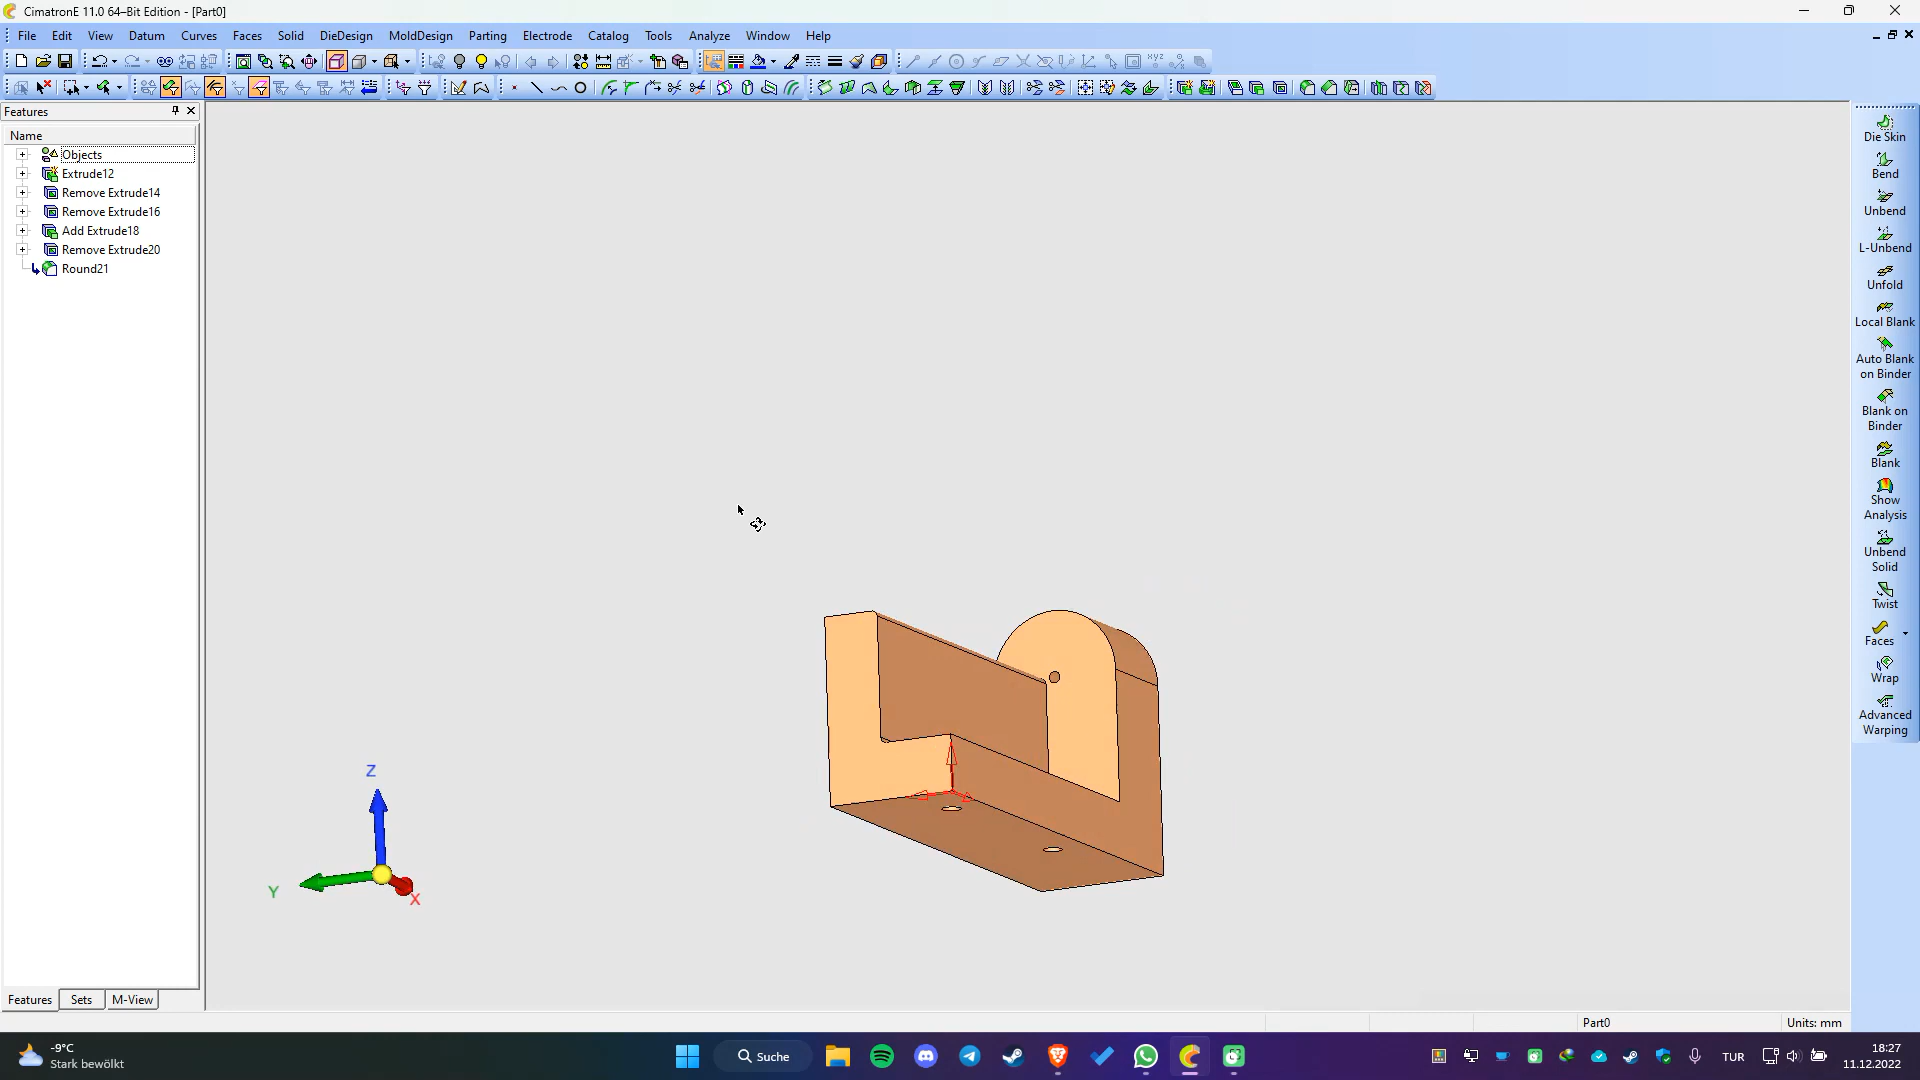 CimatronE 11.0 64–Bit Edition - [Part0]
File Edit View Datum Curves Faces Solid DieDesign MoldDesign Parting Electrode Catalog Tools Analyze Window Help
Features
Name
Objects
Extrude12
Remove Extrude14
Remove Extrude16
Add Extrude18
Remove Extrude20
Round21
Die Skin
Bend
Unbend
L-Unbend
Unfold
Local Blank
Auto Blank
on Binder
Blank on
Binder
Blank
Show
Analysis
Unbend
Solid
Twist
Faces
Wrap
Advanced
Warping
Z
Y
X
Features Sets M-View
Part0 Units: mm
-9°C
Stark bewölkt
Suche
TUR
18:27
11.12.2022